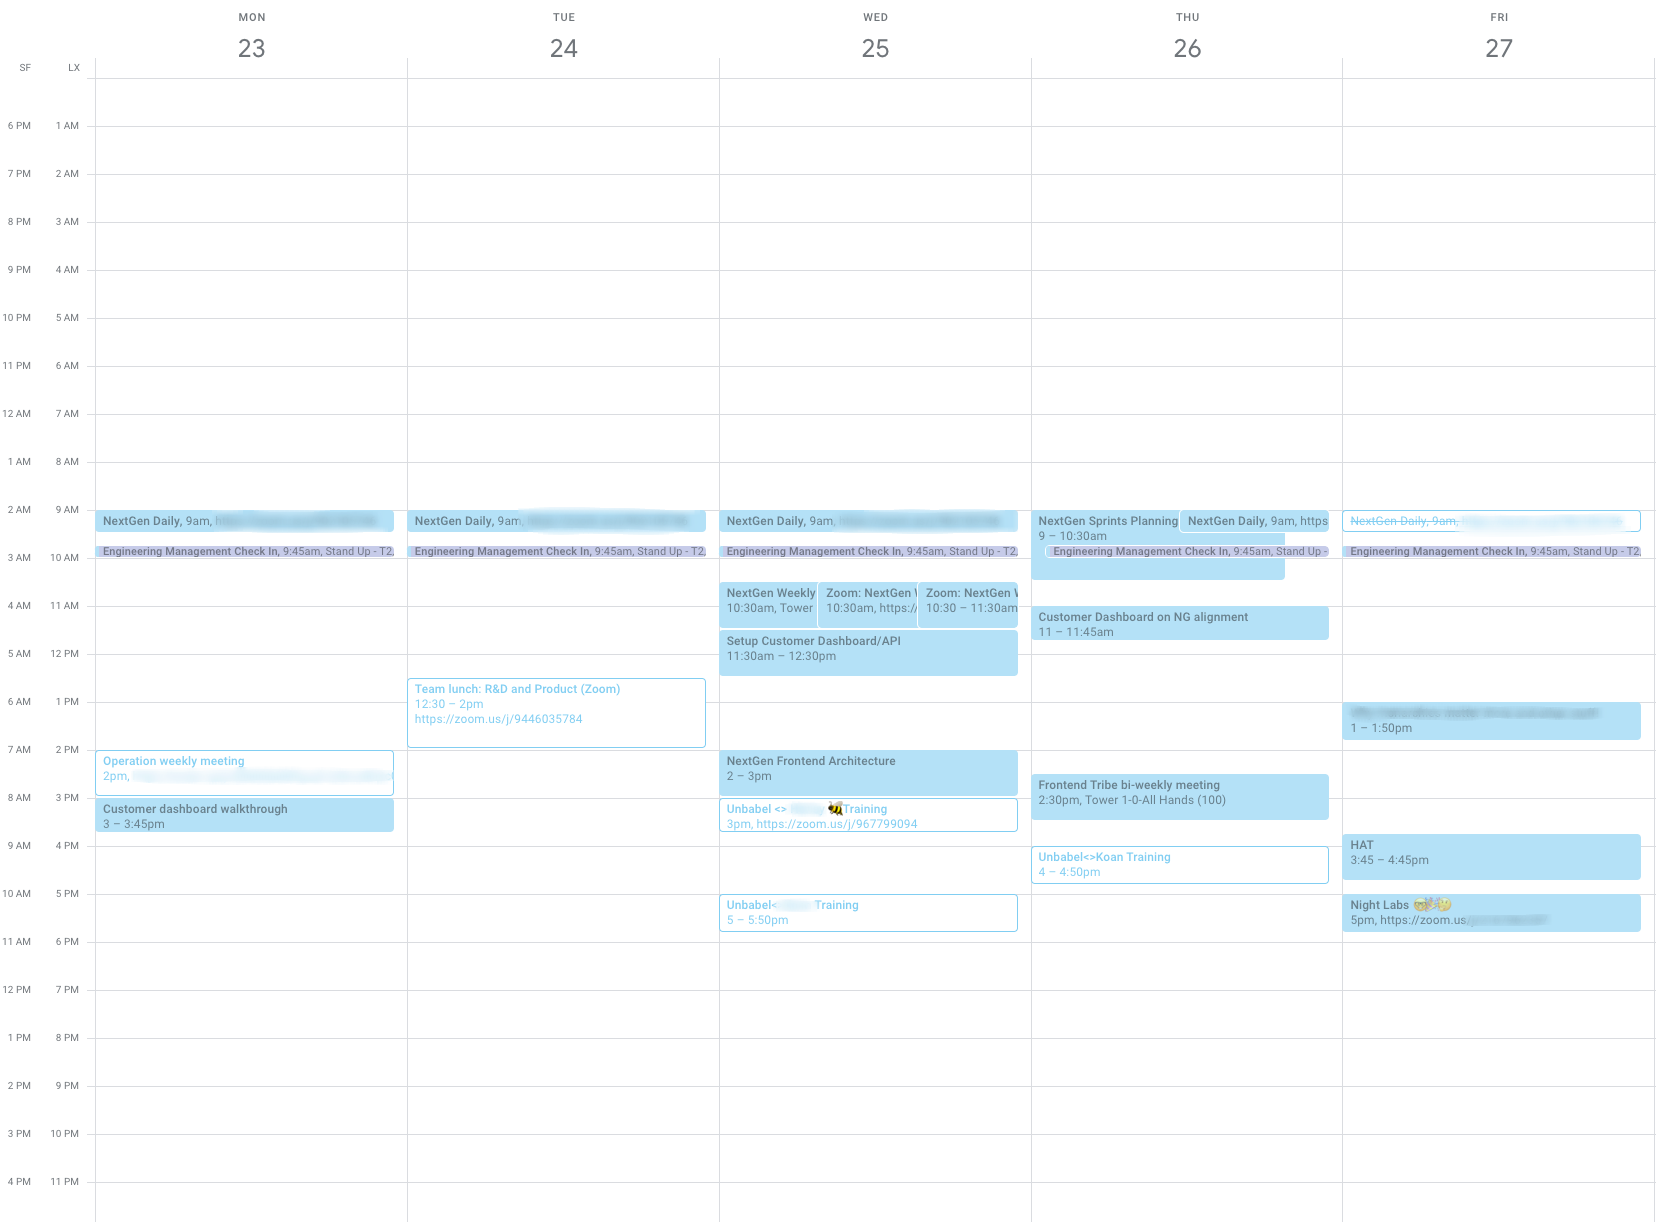 MON
TUE
WED
THU
FRI
23
24
25
26
27
SF LX
6 PM 1 AM
7 PM 2 AM
8 PM 3 AM
9 PM 4 AM
10 PM 5 AM
11 PM 6 AM
12 AM 7 AM
1 AM 8 AM
2 AM 9 AM
3 AM 10 AM
4 AM 11 AM
5 AM 12 PM
6 AM 1 PM
7 AM 2 PM
8 AM 3 PM
9 AM 4 PM
10 AM 5 PM
11 AM 6 PM
12 PM 7 PM
1 PM 8 PM
2 PM 9 PM
3 PM 10 PM
4 PM 11 PM
NextGen Daily, 9am,
Engineering Management Check In, 9:45am, Stand Up - T2,
Operation weekly meeting
2pm,
Customer dashboard walkthrough
3 – 3:45pm
NextGen Daily, 9am,
Engineering Management Check In, 9:45am, Stand Up - T2,
Team lunch: R&D and Product (Zoom)
12:30 – 2pm
https://zoom.us/j/9446035784
NextGen Daily, 9am,
Engineering Management Check In, 9:45am, Stand Up - T2,
NextGen Weekly
10:30am, Tower
Zoom: NextGen W
10:30am, https://
Zoom: NextGen W
10:30 – 11:30am
Setup Customer Dashboard/API
11:30am – 12:30pm
NextGen Frontend Architecture
2 – 3pm
Unbabel <> 🐝Training
3pm, https://zoom.us/j/967799094
Unbabel< Training
5 – 5:50pm
NextGen Sprints Planning
9 – 10:30am
NextGen Daily, 9am, https
Engineering Management Check In, 9:45am, Stand Up -
Customer Dashboard on NG alignment
11 – 11:45am
Frontend Tribe bi-weekly meeting
2:30pm, Tower 1-0-All Hands (100)
Unbabel<>Koan Training
4 – 4:50pm
NextGen Daily, 9am,
Engineering Management Check In, 9:45am, Stand Up - T2,
1 – 1:50pm
HAT
3:45 – 4:45pm
Night Labs
5pm, https://zoom.us/